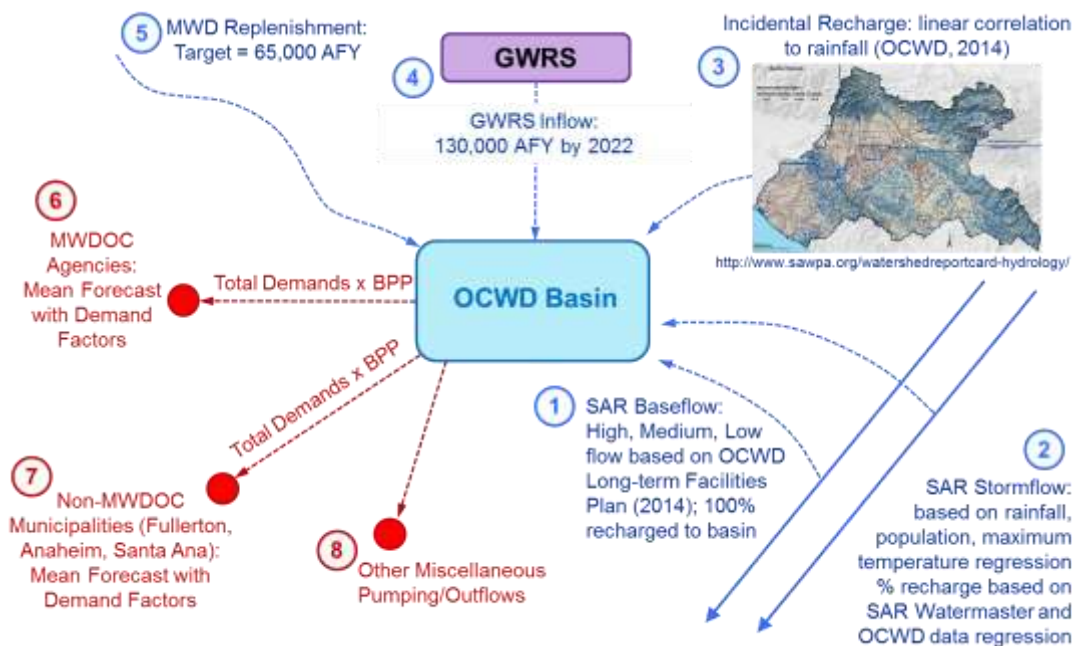 5
MWD Replenishment:
Target = 65,000 AFY
GWRS
4
GWRS Inflow:
130,000 AFY by 2022
Incidental Recharge: linear correlation
to rainfall (OCWD, 2014)
3
http://www.sawpa.org/watershedreportcard-hydrology/
6
MWDOC
Agencies:
Mean Forecast
with Demand
Factors
Total Demands x BPP
OCWD Basin
Total Demands x BPP
1
SAR Baseflow:
High, Medium, Low
flow based on OCWD
Long-term Facilities
Plan (2014); 100%
recharged to basin
2
SAR Stormflow:
based on rainfall,
population, maximum
temperature regression
% recharge based on
SAR Watermaster and
OCWD data regression
7
Non-MWDOC
Municipalities (Fullerton,
Anaheim, Santa Ana):
Mean Forecast with
Demand Factors
8
Other Miscellaneous
Pumping/Outflows